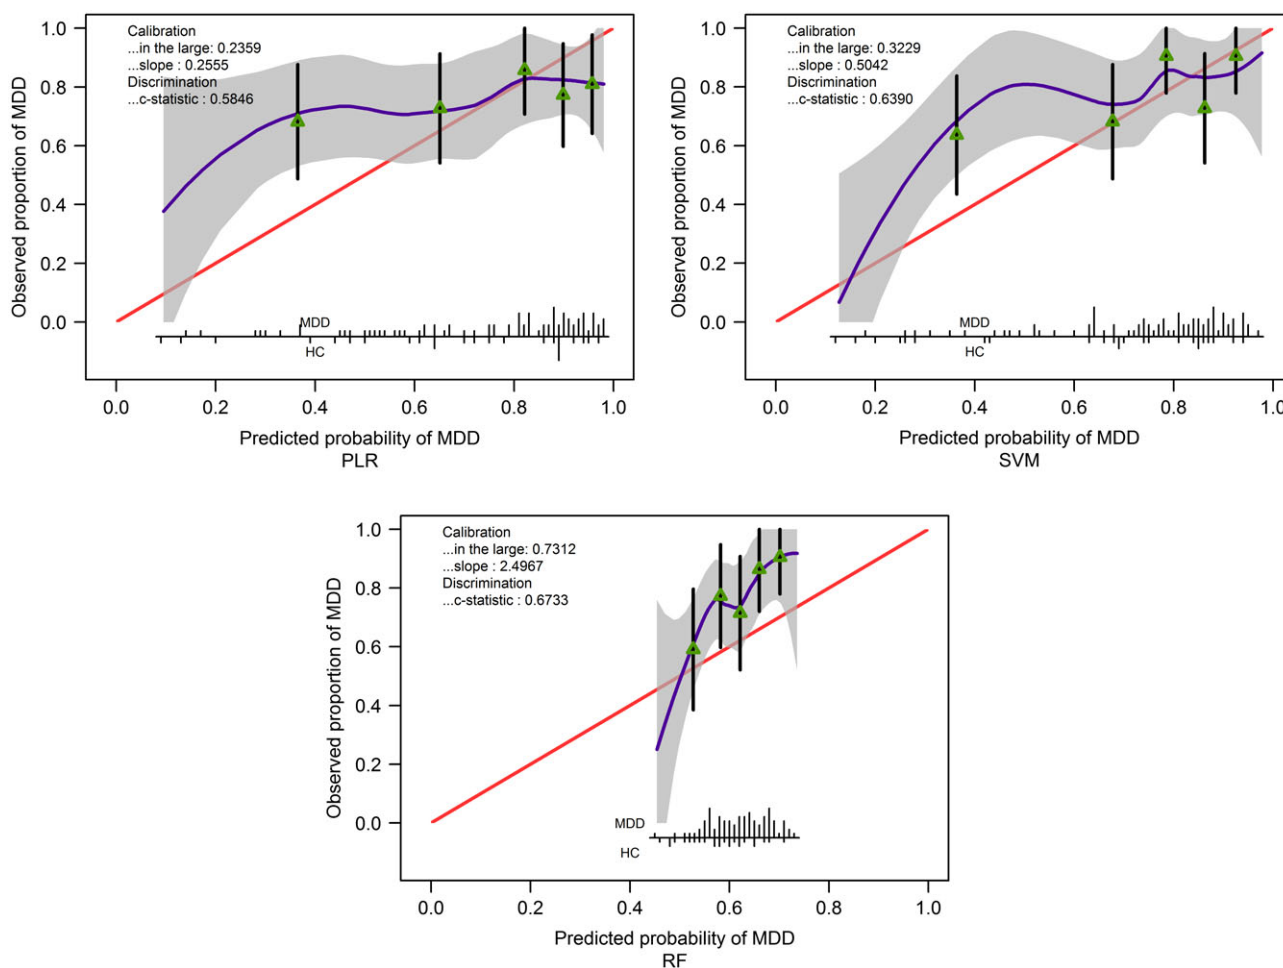 Calibration
...in the large: 0.2359
...slope : 0.2555
Discrimination
...c-statistic : 0.5846
Observed proportion of MDD
1.0
0.8
0.6
0.4
0.2
0.0
MDD
HC
0.0 0.2 0.4 0.6 0.8 1.0
Predicted probability of MDD
PLR
Calibration
...in the large: 0.3229
...slope : 0.5042
Discrimination
...c-statistic : 0.6390
Observed proportion of MDD
1.0
0.8
0.6
0.4
0.2
0.0
MDD
HC
0.0 0.2 0.4 0.6 0.8 1.0
Predicted probability of MDD
SVM
Calibration
...in the large: 0.7312
...slope : 2.4967
Discrimination
...c-statistic : 0.6733
Observed proportion of MDD
1.0
0.8
0.6
0.4
0.2
0.0
MDD
HC
0.0 0.2 0.4 0.6 0.8 1.0
Predicted probability of MDD
RF